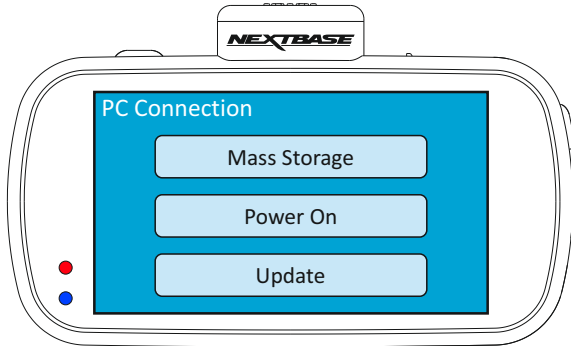 NEXTBASE
PC Connection
Mass Storage
Power On
Update